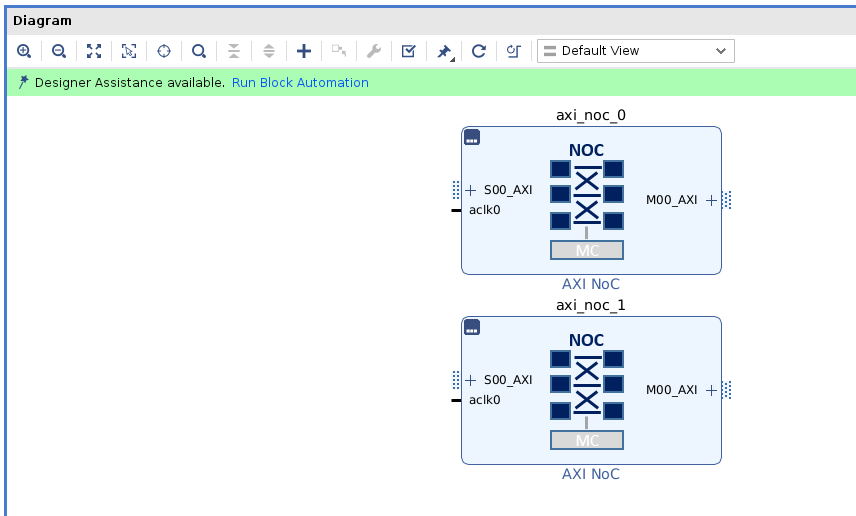 Diagram
Default View
Designer Assistance available. Run Block Automation
axi_noc_0
NOC
S00_AXI
M00_AXI
aclk0
MC
AXI NoC
axi_noc_1
NOC
S00_AXI
M00_AXI
aclk0
MC
AXI NoC